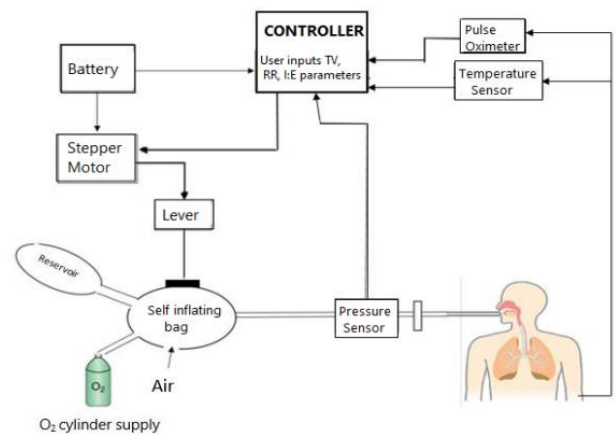 CONTROLLER
User inputs TV,
RR, I:E parameters
Pulse
Oximeter
Battery
Temperature
Sensor
Stepper
Motor
Lever
Reservoir
Self inflating
bag
Pressure
Sensor
O2
Air
O2 cylinder supply